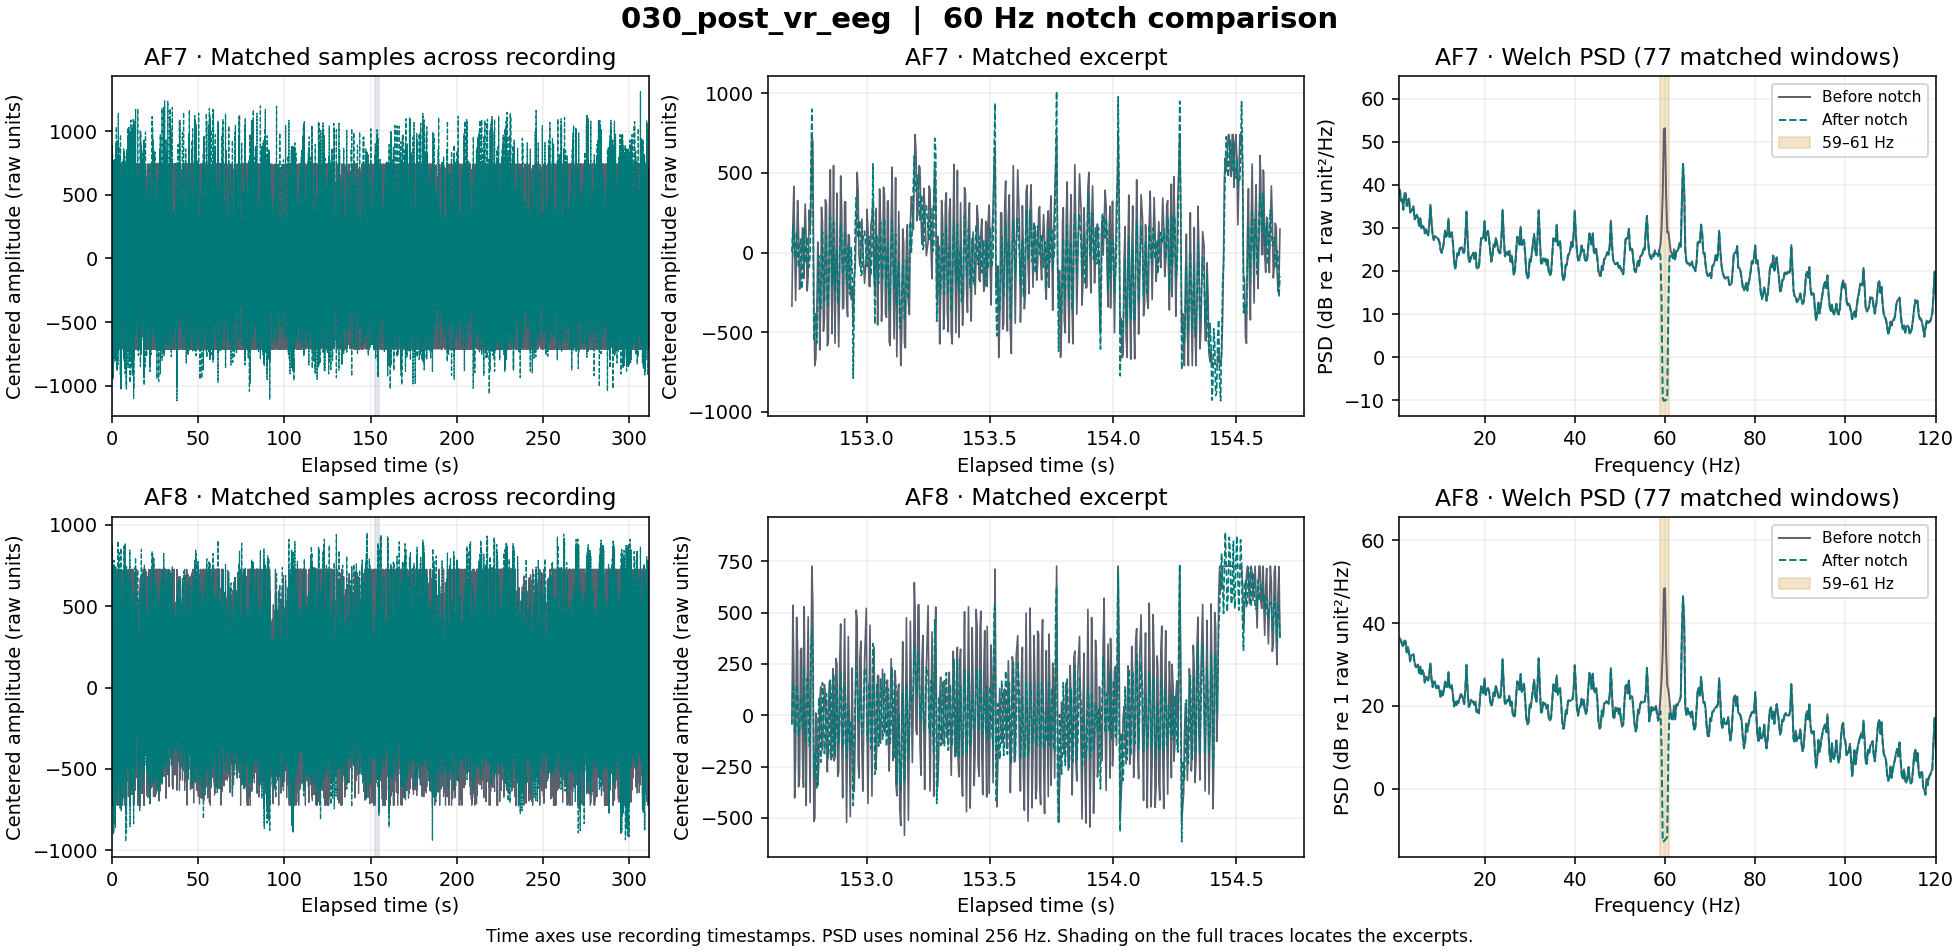 030_post_vr_eeg | 60 Hz notch comparison
AF7 · Matched samples across recording
Centered amplitude (raw units)
1000
500
0
−500
−1000
0 50 100 150 200 250 300
Elapsed time (s)
AF7 · Matched excerpt
Centered amplitude (raw units)
1000
500
0
−500
−1000
153.0 153.5 154.0 154.5
Elapsed time (s)
AF7 · Welch PSD (77 matched windows)
PSD (dB re 1 raw unit²/Hz)
60
50
40
30
20
10
0
−10
Before notch
After notch
59–61 Hz
20 40 60 80 100 120
Frequency (Hz)
AF8 · Matched samples across recording
Centered amplitude (raw units)
1000
500
0
−500
−1000
0 50 100 150 200 250 300
Elapsed time (s)
AF8 · Matched excerpt
Centered amplitude (raw units)
750
500
250
0
−250
−500
153.0 153.5 154.0 154.5
Elapsed time (s)
AF8 · Welch PSD (77 matched windows)
PSD (dB re 1 raw unit²/Hz)
60
40
20
0
Before notch
After notch
59–61 Hz
20 40 60 80 100 120
Frequency (Hz)
Time axes use recording timestamps. PSD uses nominal 256 Hz. Shading on the full traces locates the excerpts.